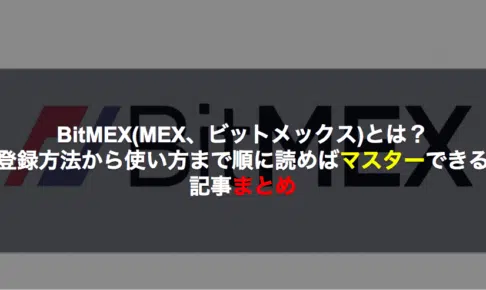 BitMEX
BitMEX(MEX、ビットメックス)とは？
登録方法から使い方まで順に読めばマスターできる
記事まとめ